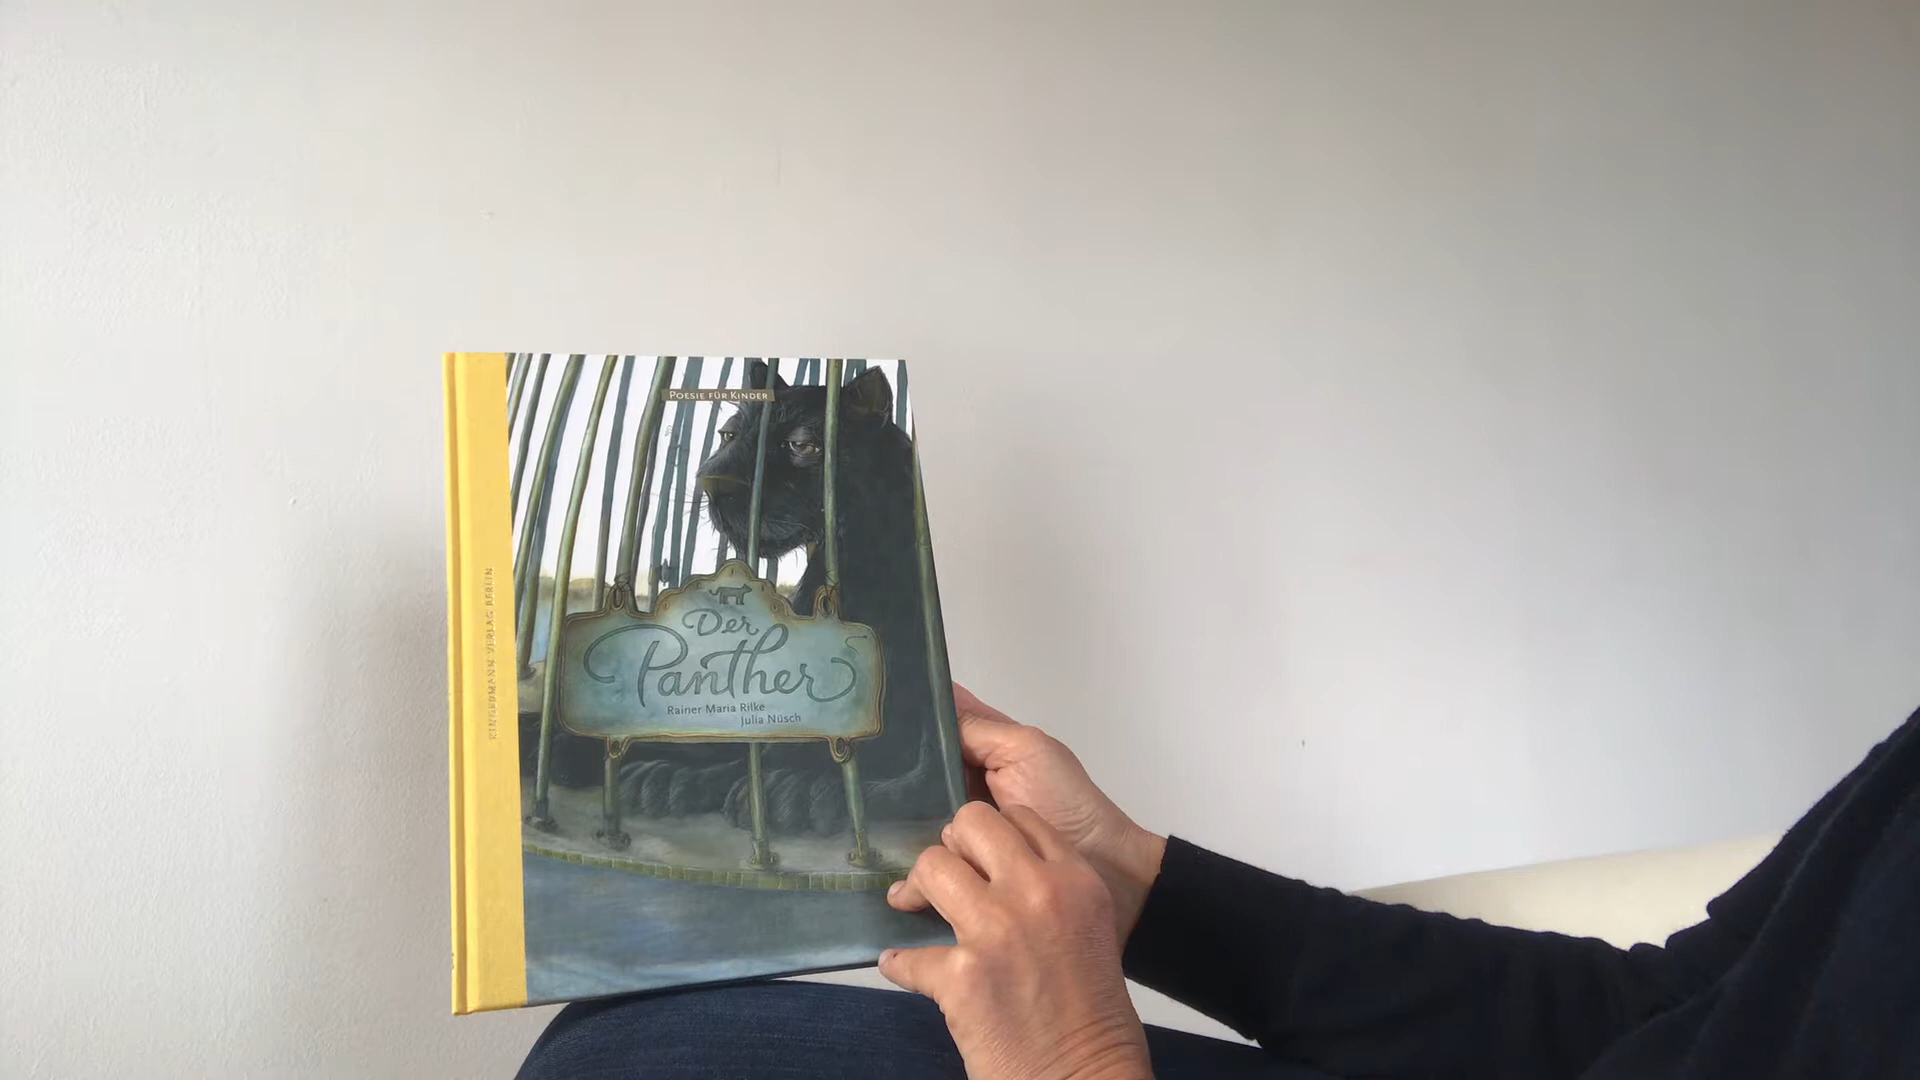 POESIE FÜR KINDER
Der
Panther
Rainer Maria Rilke
Julia Nüsch
KINDERMANN VERLAG BERLIN